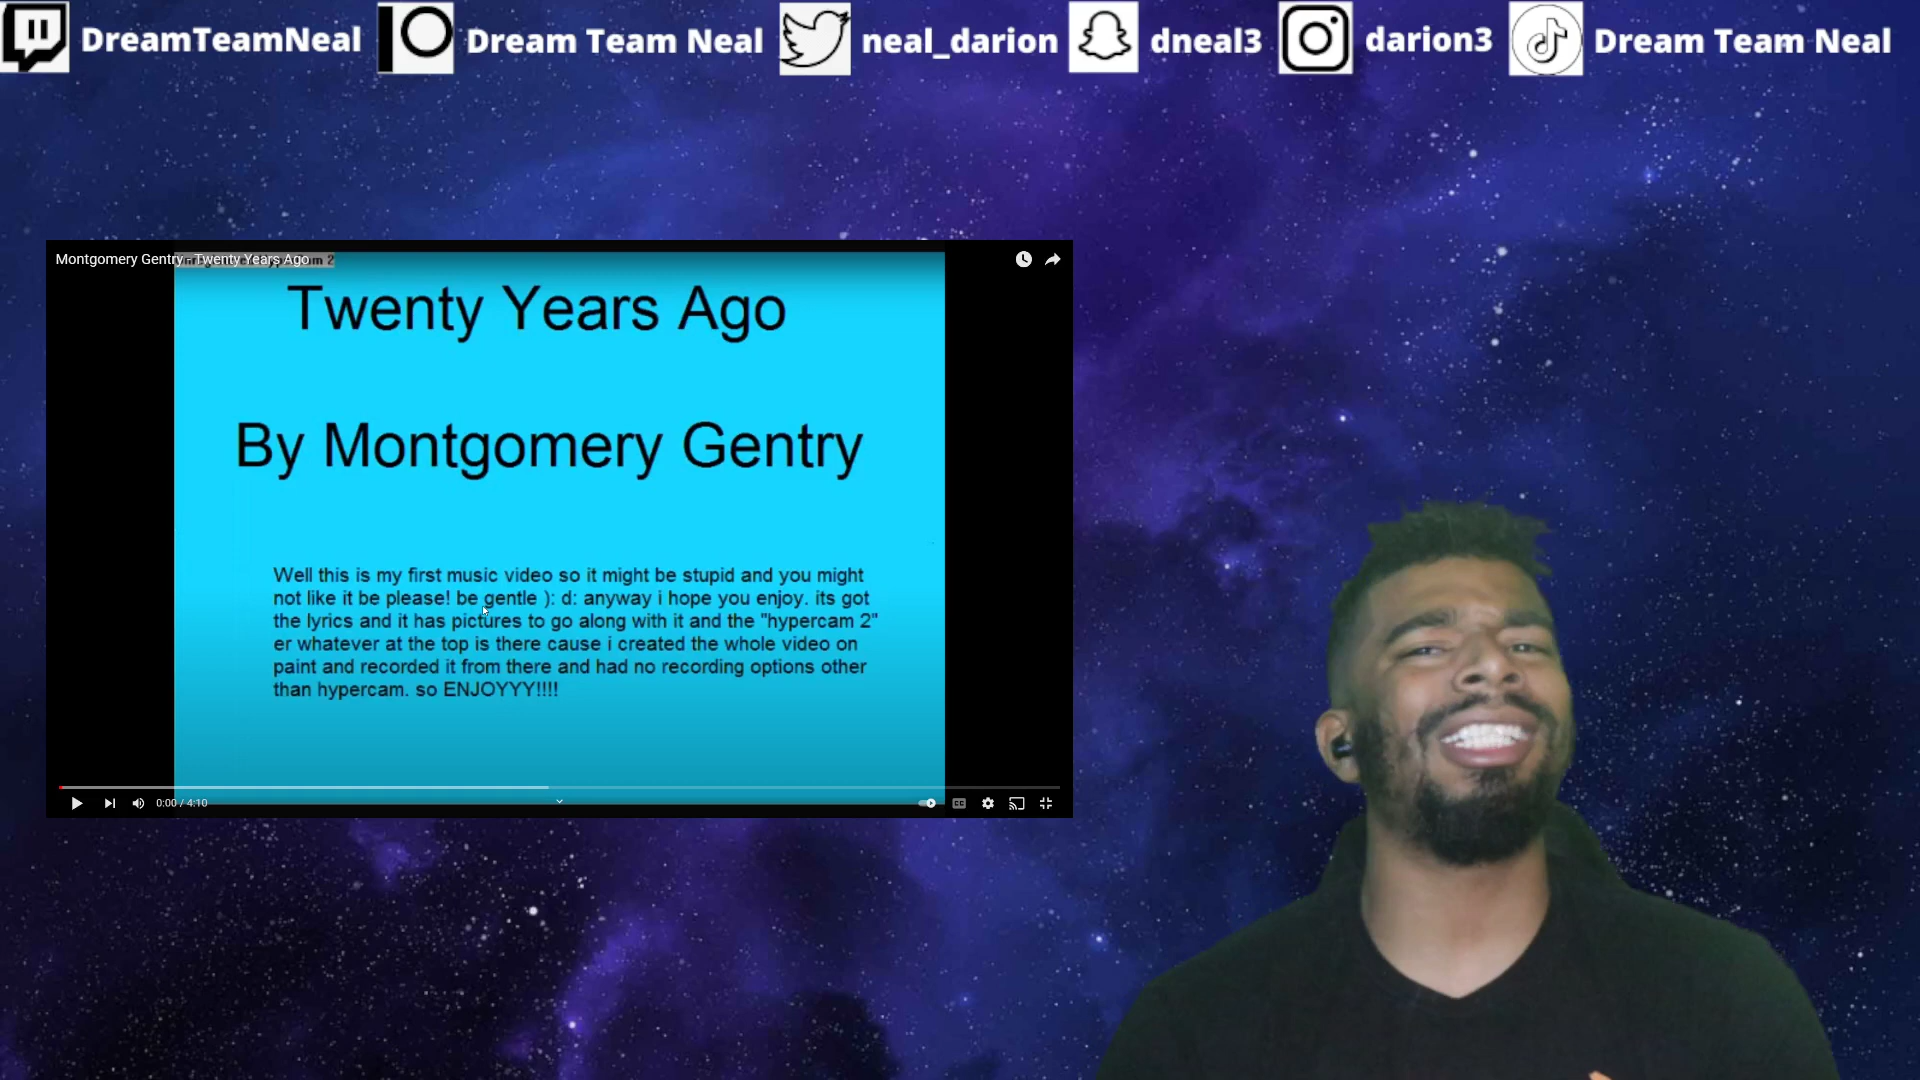 DreamTeamNeal Dream Team Neal neal_darion dneal3 darion3 Dream Team Neal
Montgomery Gentry - Twenty Years Ago
Twenty Years Ago
By Montgomery Gentry
Well this is my first music video so it might be stupid and you might
not like it be please! be gentle ): d: anyway i hope you enjoy. its got
the lyrics and it has pictures to go along with it and the "hypercam 2"
er whatever at the top is there cause i created the whole video on
paint and recorded it from there and had no recording options other
than hypercam. so ENJOYYY!!!!
0:00 / 4:10
CC